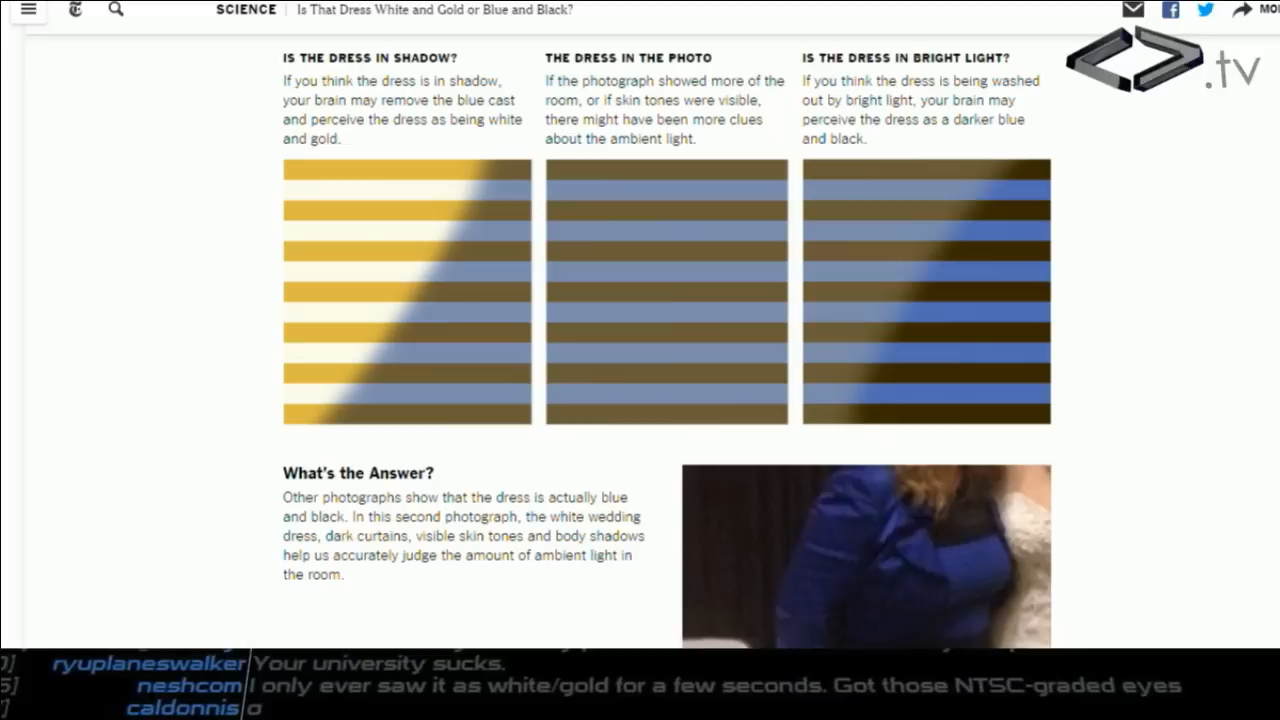 SCIENCE | Is That Dress White and Gold or Blue and Black?
.tv
IS THE DRESS IN SHADOW?
If you think the dress is in shadow,
your brain may remove the blue cast
and perceive the dress as being white
and gold.
THE DRESS IN THE PHOTO
If the photograph showed more of the
room, or if skin tones were visible,
there might have been more clues
about the ambient light.
IS THE DRESS IN BRIGHT LIGHT?
If you think the dress is being washed
out by bright light, your brain may
perceive the dress as a darker blue
and black.
What's the Answer?
Other photographs show that the dress is actually blue
and black. In this second photograph, the white wedding
dress, dark curtains, visible skin tones and body shadows
help us accurately judge the amount of ambient light in
the room.
ryuplaneswalker Your university sucks.
neshcom I only ever saw it as white/gold for a few seconds. Got those NTSC-graded eyes
caldonnis a